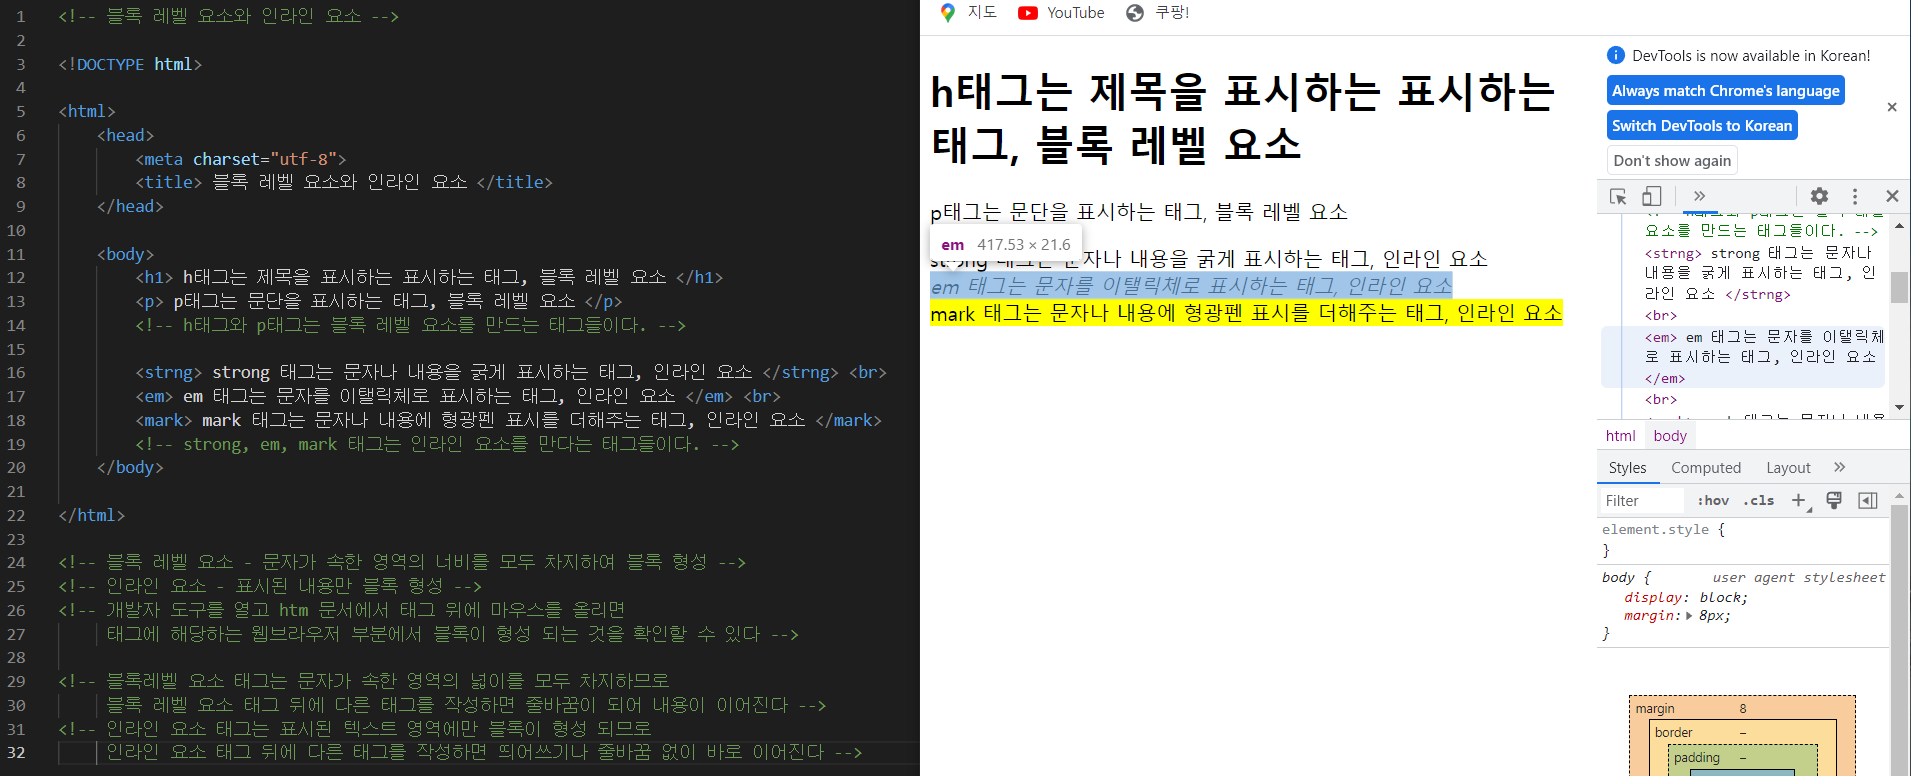 1 <!-- 블록 레벨 요소와 인라인 요소 -->
2
3 <!DOCTYPE html>
4
5 <html>
6 <head>
7 <meta charset="utf-8">
8 <title> 블록 레벨 요소와 인라인 요소 </title>
9 </head>
10
11 <body>
12 <h1> h태그는 제목을 표시하는 표시하는 태그, 블록 레벨 요소 </h1>
13 <p> p태그는 문단을 표시하는 태그, 블록 레벨 요소 </p>
14 <!-- h태그와 p태그는 블록 레벨 요소를 만드는 태그들이다. -->
15
16 <strng> strong 태그는 문자나 내용을 굵게 표시하는 태그, 인라인 요소 </strng> <br>
17 <em> em 태그는 문자를 이탤릭체로 표시하는 태그, 인라인 요소 </em> <br>
18 <mark> mark 태그는 문자나 내용에 형광펜 표시를 더해주는 태그, 인라인 요소 </mark>
19 <!-- strong, em, mark 태그는 인라인 요소를 만다는 태그들이다. -->
20 </body>
21
22 </html>
23
24 <!-- 블록 레벨 요소 - 문자가 속한 영역의 너비를 모두 차지하여 블록 형성 -->
25 <!-- 인라인 요소 - 표시된 내용만 블록 형성 -->
26 <!-- 개발자 도구를 열고 htm 문서에서 태그 위에 마우스를 올리면
27 태그에 해당하는 웹브라우저 부분에서 블록이 형성 되는 것을 확인할 수 있다 -->
28
29 <!-- 블록레벨 요소 태그는 문자가 속한 영역의 넓이를 모두 차지하므로
30 블록 레벨 요소 태그 뒤에 다른 태그를 작성하면 줄바꿈이 되어 내용이 이어진다 -->
31 <!-- 인라인 요소 태그는 표시된 텍스트 영역에만 블록이 형성 되므로
32 인라인 요소 태그 뒤에 다른 태그를 작성하면 띄어쓰기나 줄바꿈 없이 바로 이어진다 -->
지도 YouTube 쿠팡!
h태그는 제목을 표시하는 표시하는
태그, 블록 레벨 요소
p태그는 문단을 표시하는 태그, 블록 레벨 요소
em 417.53 × 21.6
strong 태그는 문자나 내용을 굵게 표시하는 태그, 인라인 요소
em 태그는 문자를 이탤릭체로 표시하는 태그, 인라인 요소
mark 태그는 문자나 내용에 형광펜 표시를 더해주는 태그, 인라인 요소
DevTools is now available in Korean!
Always match Chrome's language
Switch DevTools to Korean
Don't show again
요소를 만드는 태그들이다. -->
<strng> strong 태그는 문자나
내용을 굵게 표시하는 태그, 인
라인 요소 </strng>
<br>
<em> em 태그는 문자를 이탤릭체
로 표시하는 태그, 인라인 요소
</em>
<br>
html body
Styles Computed Layout
Filter :hov .cls
element.style {
}
body { user agent stylesheet
display: block;
margin: 8px;
}
margin 8
border –
padding –